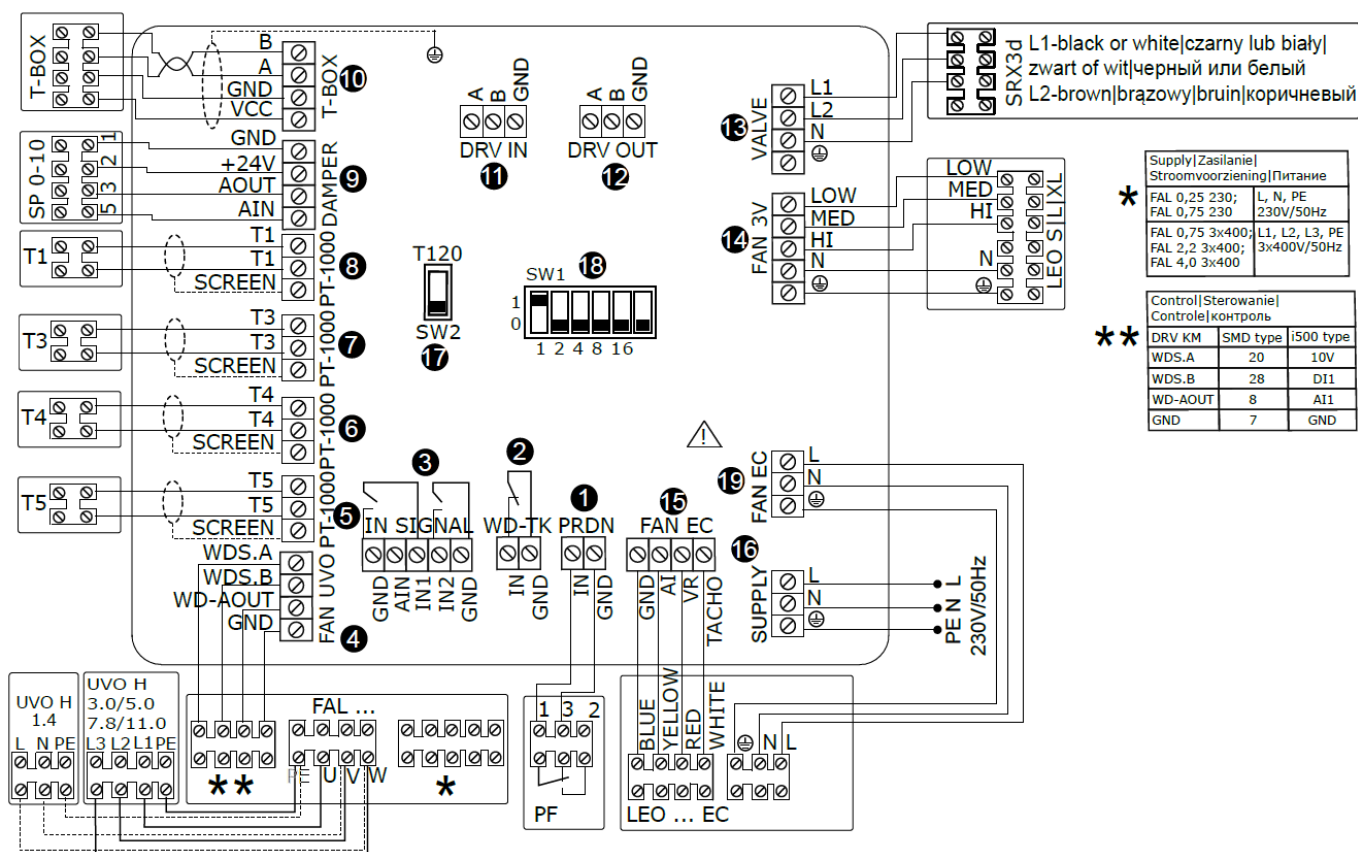 T-BOX
B
A
GND
VCC
T-BOX
10
SP 0-10
1
2
3
5
GND
+24V
AOUT
AIN
DAMPER
9
T1
T1
T1
SCREEN
PT-1000
8
T3
T3
T3
SCREEN
PT-1000
7
T4
T4
T4
SCREEN
PT-1000
6
T5
T5
T5
SCREEN
PT-1000
5
WDS.A
WDS.B
WD-AOUT
GND
FAN UVO
4
A
B
GND
DRV IN
11
A
B
GND
DRV OUT
12
T120
SW2
17
SW1
18
1
0
1 2 4 8 16
3
IN SIGNAL
GND
AIN
IN1
IN2
GND
2
WD-TK
IN
GND
1
PRDN
IN
GND
15
FAN EC
GND
AI
VR
TACHO
13
VALVE
L1
L2
N
14
FAN 3V
LOW
MED
HI
N
19
FAN EC
L
N
16
SUPPLY
L
N
PE N L
230V/50Hz
SRX3d
L1-black or white|czarny lub biały|
zwart of wit|черный или белый
L2-brown|brązowy|bruin|коричневый
LOW
MED
HI
N
LEO S|L|XL
*
Supply|Zasilanie|
Stroomvoorziening|Питание
FAL 0,25 230; L, N, PE
FAL 0,75 230 230V/50Hz
FAL 0,75 3x400; L1, L2, L3, PE
FAL 2,2 3x400; 3x400V/50Hz
FAL 4,0 3x400
**
Control|Sterowanie|
Controle|контроль
DRV KM SMD type i500 type
WDS.A 20 10V
WDS.B 28 DI1
WD-AOUT 8 AI1
GND 7 GND
UVO H
1.4
L N PE
UVO H
3.0/5.0
7.8/11.0
L3 L2 L1 PE
FAL ...
**
PE U V W
*
1 3 2
PF
BLUE
YELLOW
RED
WHITE
N L
LEO ... EC